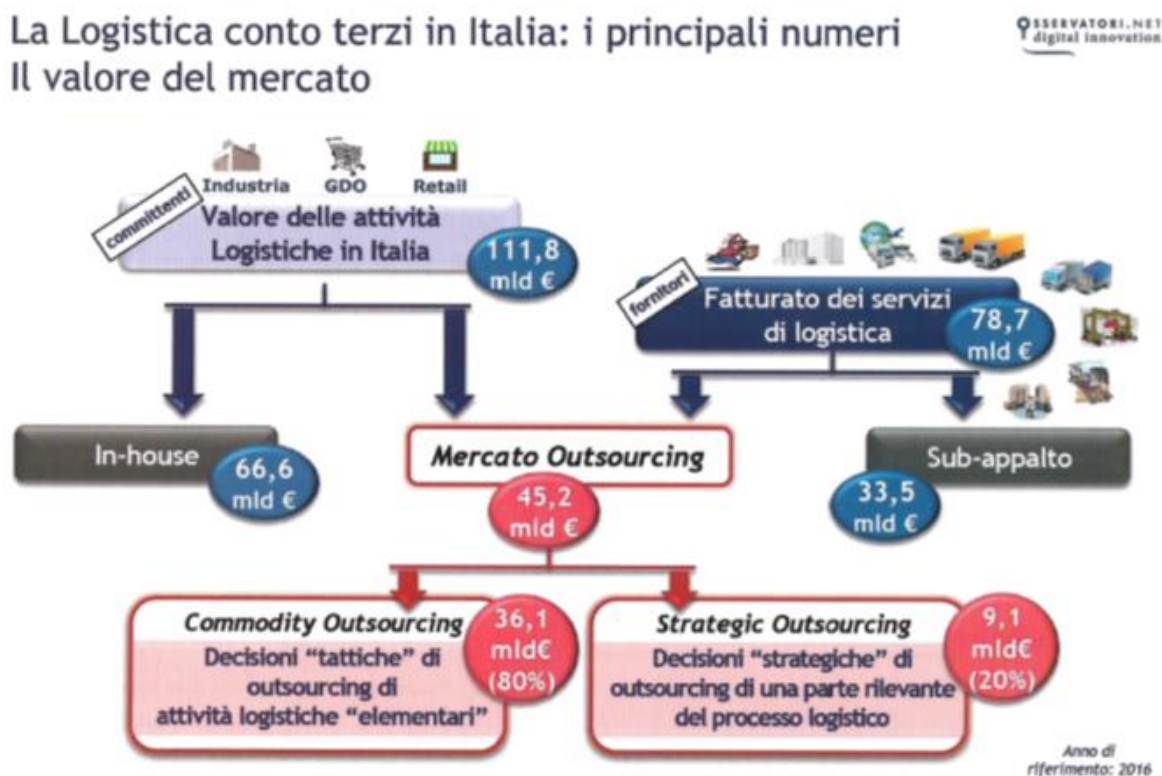 La Logistica conto terzi in Italia: i principali numeri
Il valore del mercato
OSSERVATORI.NET
digital innovation
Industria
GDO
Retail
committenti
Valore delle attività
Logistiche in Italia
111,8
mld €
fornitori
Fatturato dei servizi
di logistica
78,7
mld €
In-house
66,6
mld €
Mercato Outsourcing
45,2
mld €
Sub-appalto
33,5
mld €
Commodity Outsourcing
Decisioni “tattiche” di
outsourcing di
attività logistiche “elementari”
36,1
mld€
(80%)
Strategic Outsourcing
Decisioni “strategiche” di
outsourcing di una parte rilevante
del processo logistico
9,1
mld€
(20%)
Anno di
riferimento: 2016